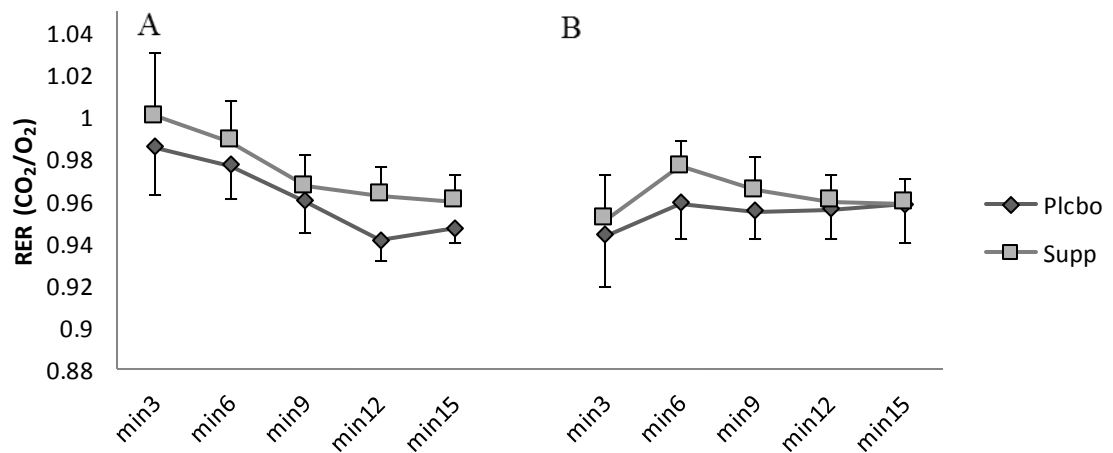 A
B
1.04
1.02
1
0.98
0.96
0.94
0.92
0.9
0.88
RER (CO₂/O₂)
min3
min6
min9
min12
min15
min3
min6
min9
min12
min15
Plcbo
Supp